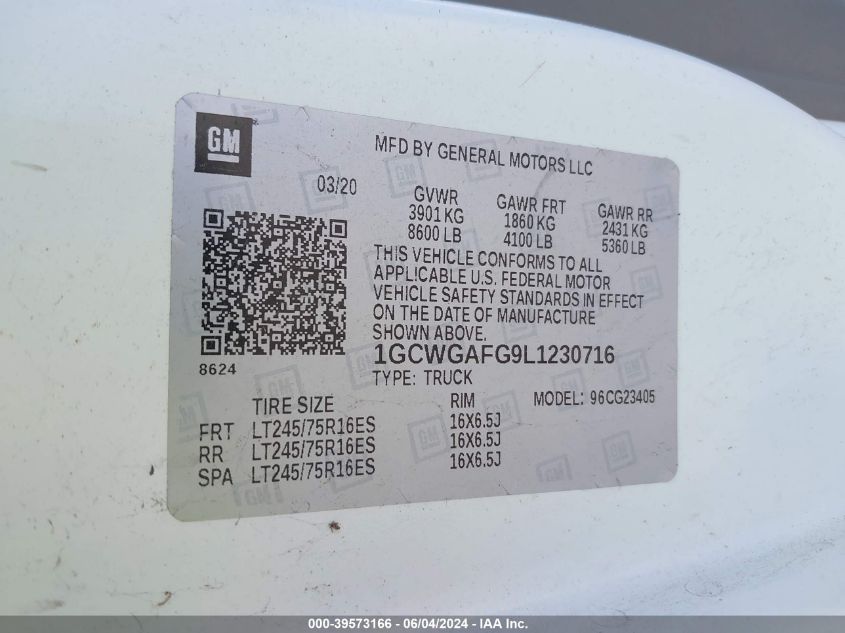 GM
MFD BY GENERAL MOTORS LLC
03/20
GVWR GAWR FRT GAWR RR
3901 KG 1860 KG 2431 KG
8600 LB 4100 LB 5360 LB
THIS VEHICLE CONFORMS TO ALL
APPLICABLE U.S. FEDERAL MOTOR
VEHICLE SAFETY STANDARDS IN EFFECT
ON THE DATE OF MANUFACTURE
SHOWN ABOVE.
8624
1GCWGAFG9L1230716
TYPE: TRUCK
MODEL: 96CG23405
TIRE SIZE RIM
FRT LT245/75R16ES 16X6.5J
RR LT245/75R16ES 16X6.5J
SPA LT245/75R16ES 16X6.5J
000-39573166 - 06/04/2024 - IAA Inc.